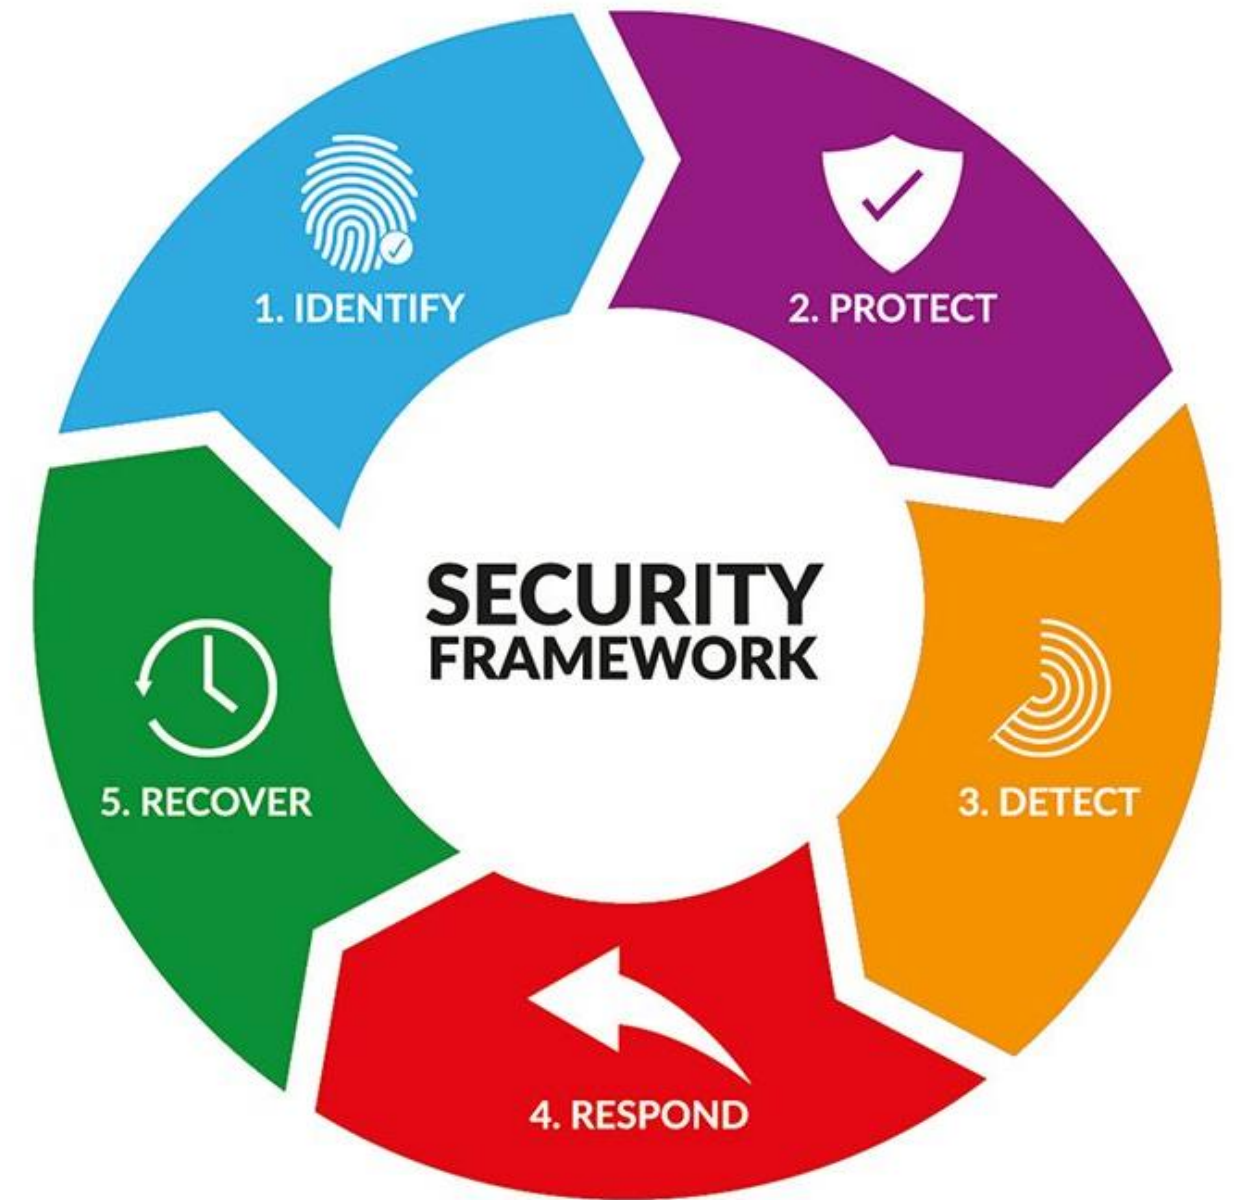 1. IDENTIFY
2. PROTECT
SECURITY
FRAMEWORK
3. DETECT
5. RECOVER
4. RESPOND